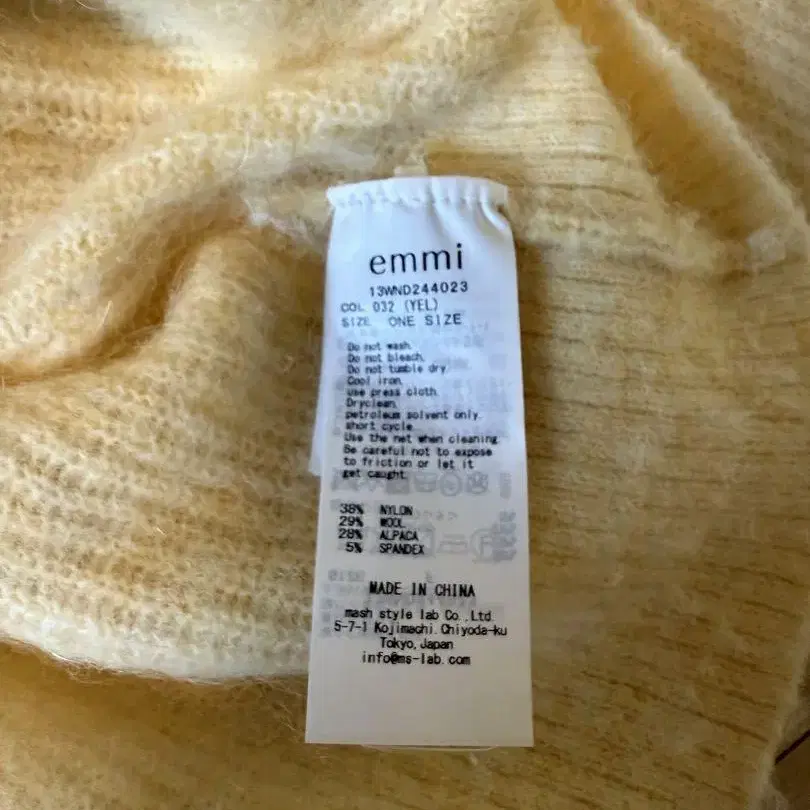 emmi
13WND244023
COL 032 (YEL)
SIZE ONE SIZE
Do not wash.
Do not bleach.
Do not tumble dry.
Cool iron.
use press cloth.
Dryclean.
petroleum solvent only.
short cycle.
Use the net when cleaning.
Be careful not to expose
to friction or let it
get caught.
38% NYLON
29% WOOL
28% ALPACA
5% SPANDEX
MADE IN CHINA
mash style lab Co.,Ltd.
5-7-1 Kojimachi.Chiyoda-ku
Tokyo,Japan
info@ms-lab.com